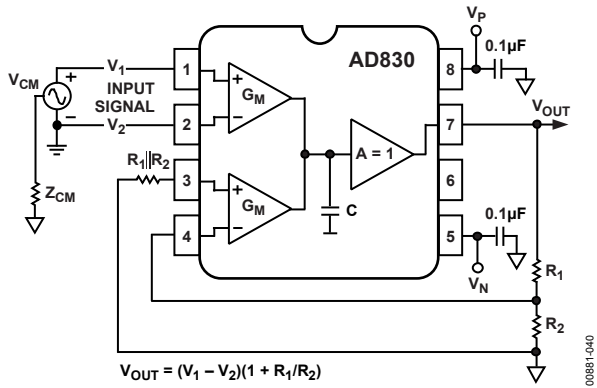 V_P
0.1µF
AD830
V_CM
+
−
V_1
INPUT
SIGNAL
V_2
1
+
G_M
−
2
8
V_OUT
7
A = 1
R_1||R_2
3
+
G_M
−
4
C
6
0.1µF
5
Z_CM
V_N
R_1
R_2
V_OUT = (V_1 – V_2)(1 + R_1/R_2)
00881-040